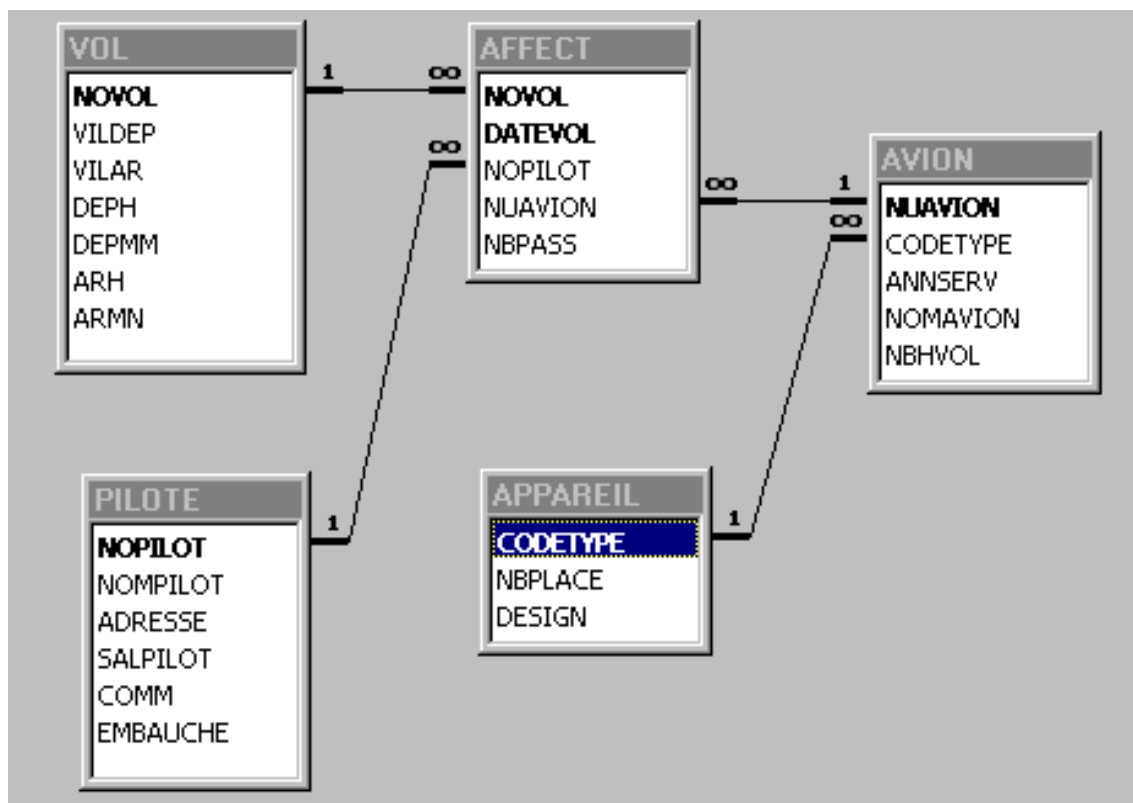 VOL
NOVOL
VILDEP
VILAR
DEPH
DEPMM
ARH
ARMN
1
∞
∞
AFFECT
NOVOL
DATEVOL
NOPILOT
NUAVION
NBPASS
∞
1
∞
AVION
NUAVION
CODETYPE
ANNSERV
NOMAVION
NBHVOL
PILOTE
NOPILOT
NOMPILOT
ADRESSE
SALPILOT
COMM
EMBAUCHE
1
APPAREIL
CODETYPE
NBPLACE
DESIGN
1